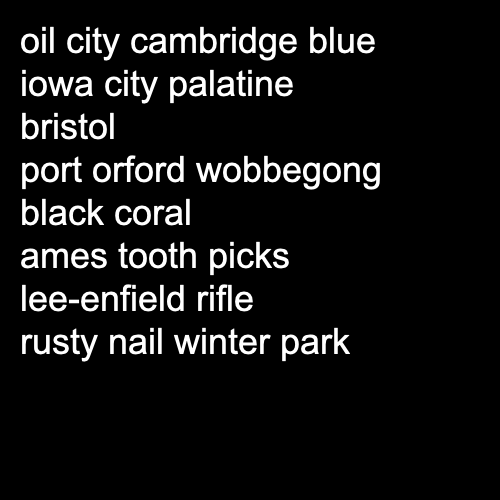 oil city cambridge blue
iowa city palatine
bristol
port orford wobbegong
black coral
ames tooth picks
lee-enfield rifle
rusty nail winter park